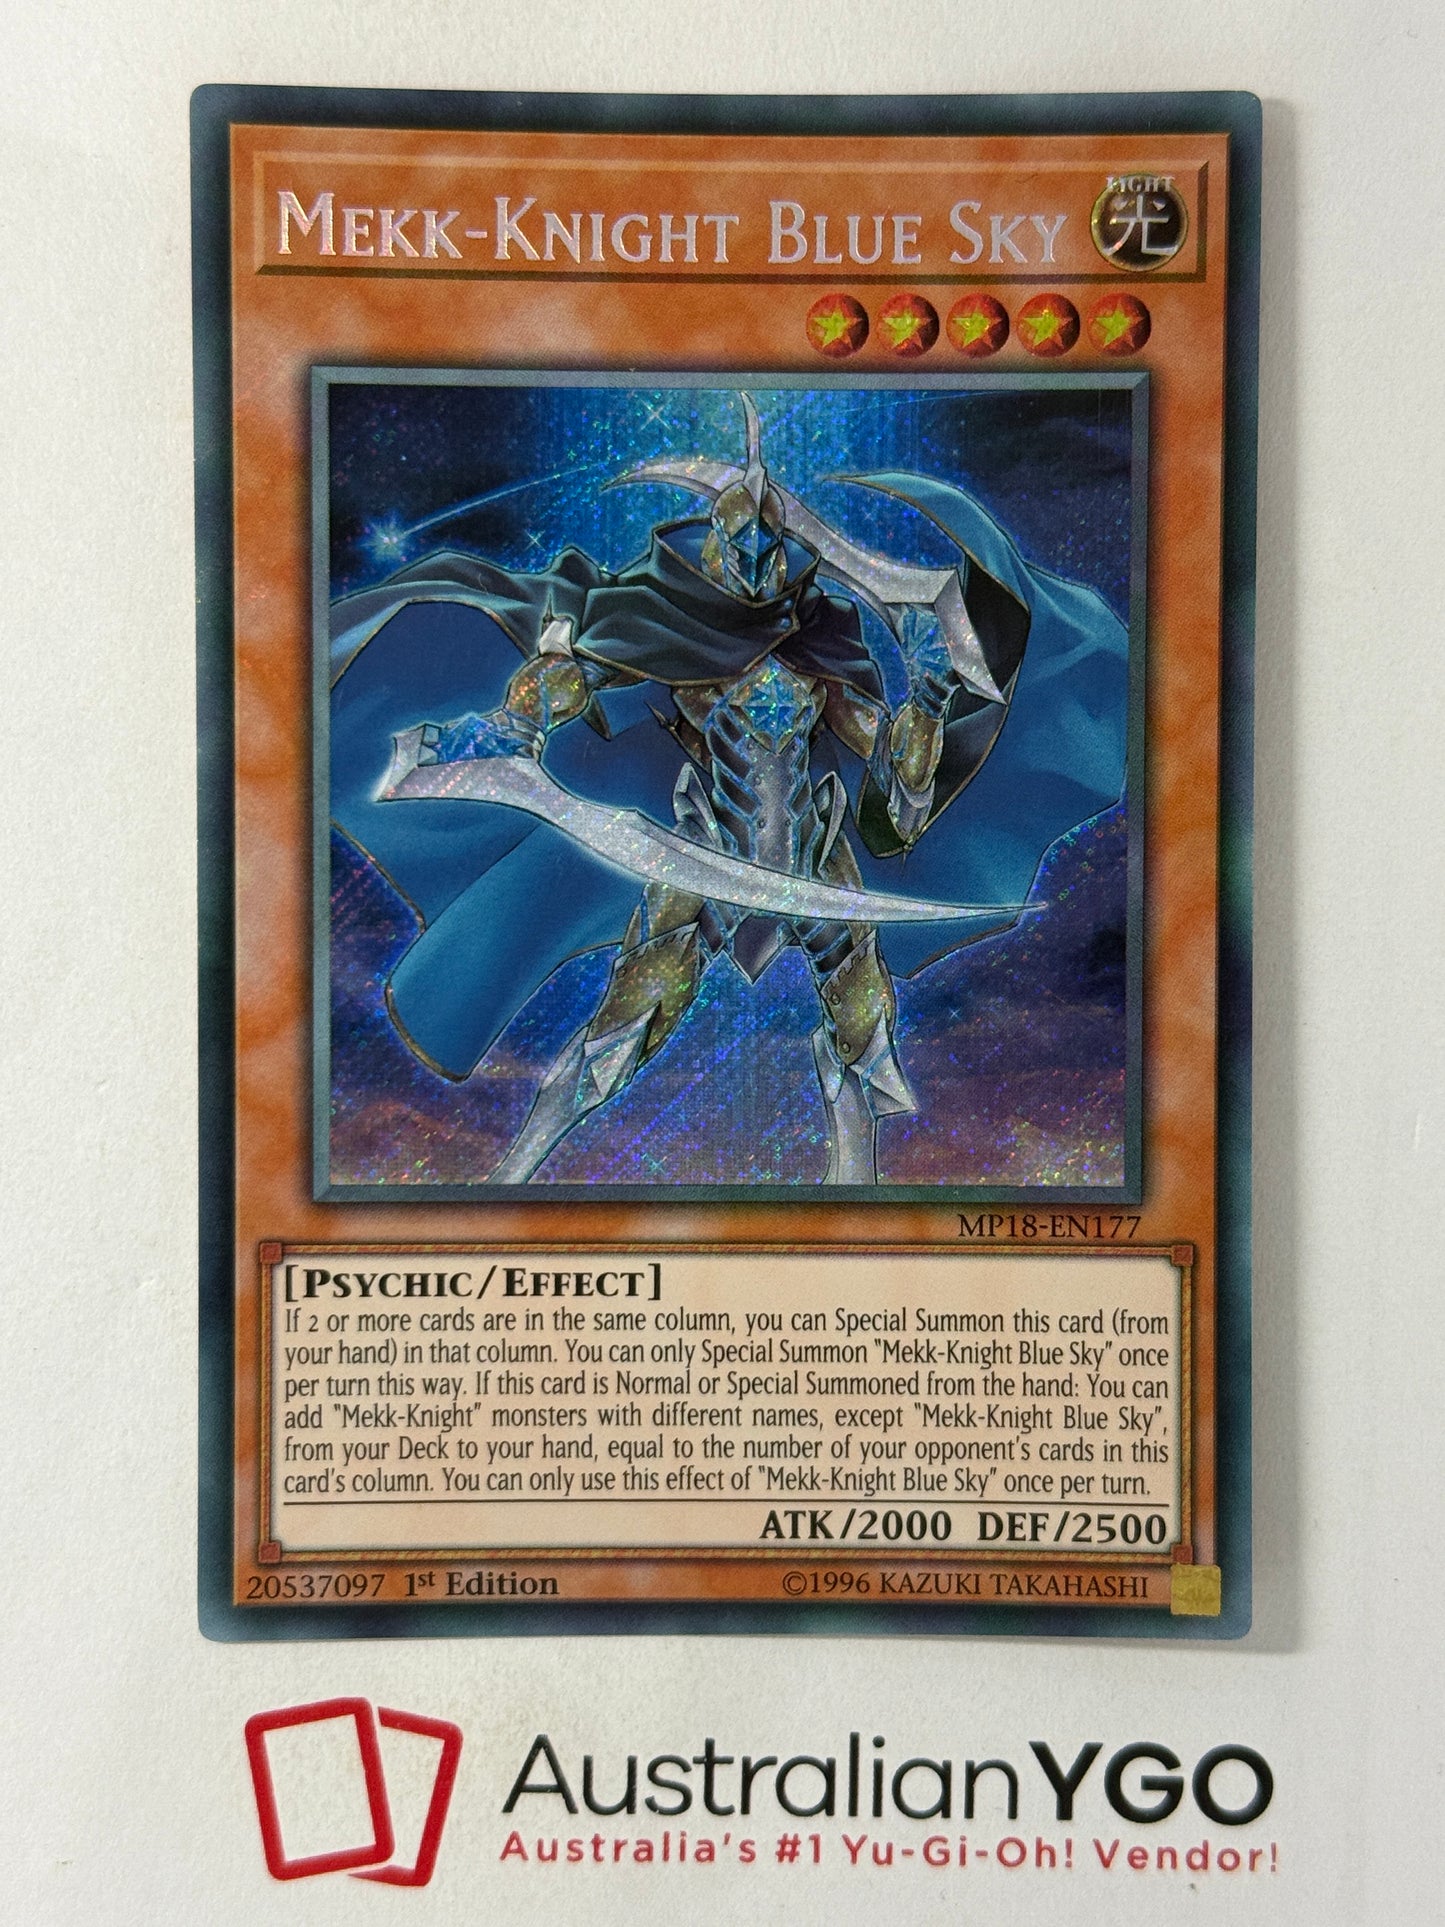 MEKK-KNIGHT BLUE SKY
LIGHT
光
MP18-EN177
[PSYCHIC/EFFECT]
If 2 or more cards are in the same column, you can Special Summon this card (from
your hand) in that column. You can only Special Summon "Mekk-Knight Blue Sky" once
per turn this way. If this card is Normal or Special Summoned from the hand: You can
add "Mekk-Knight" monsters with different names, except "Mekk-Knight Blue Sky",
from your Deck to your hand, equal to the number of your opponent's cards in this
card's column. You can only use this effect of "Mekk-Knight Blue Sky" once per turn.
ATK/2000 DEF/2500
20537097 1st Edition ©1996 KAZUKI TAKAHASHI
AustralianYGO
Australia's #1 Yu-Gi-Oh! Vendor!